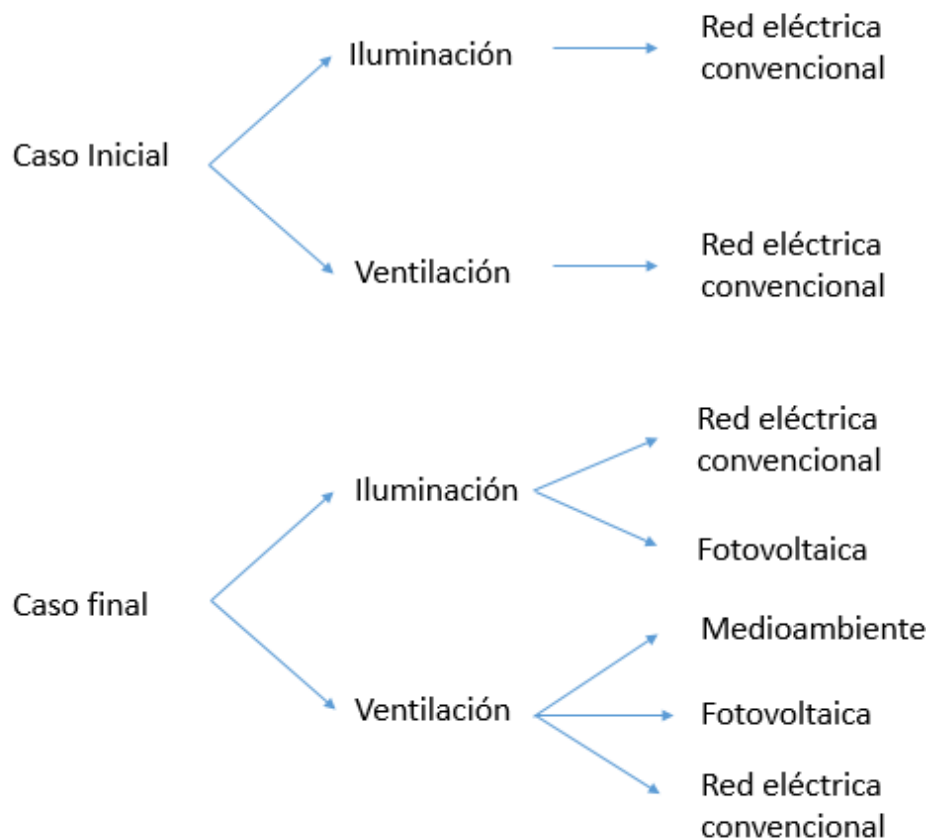 Iluminación
Red eléctrica
convencional
Caso Inicial
Ventilación
Red eléctrica
convencional
Iluminación
Red eléctrica
convencional
Fotovoltaica
Caso final
Ventilación
Medioambiente
Fotovoltaica
Red eléctrica
convencional